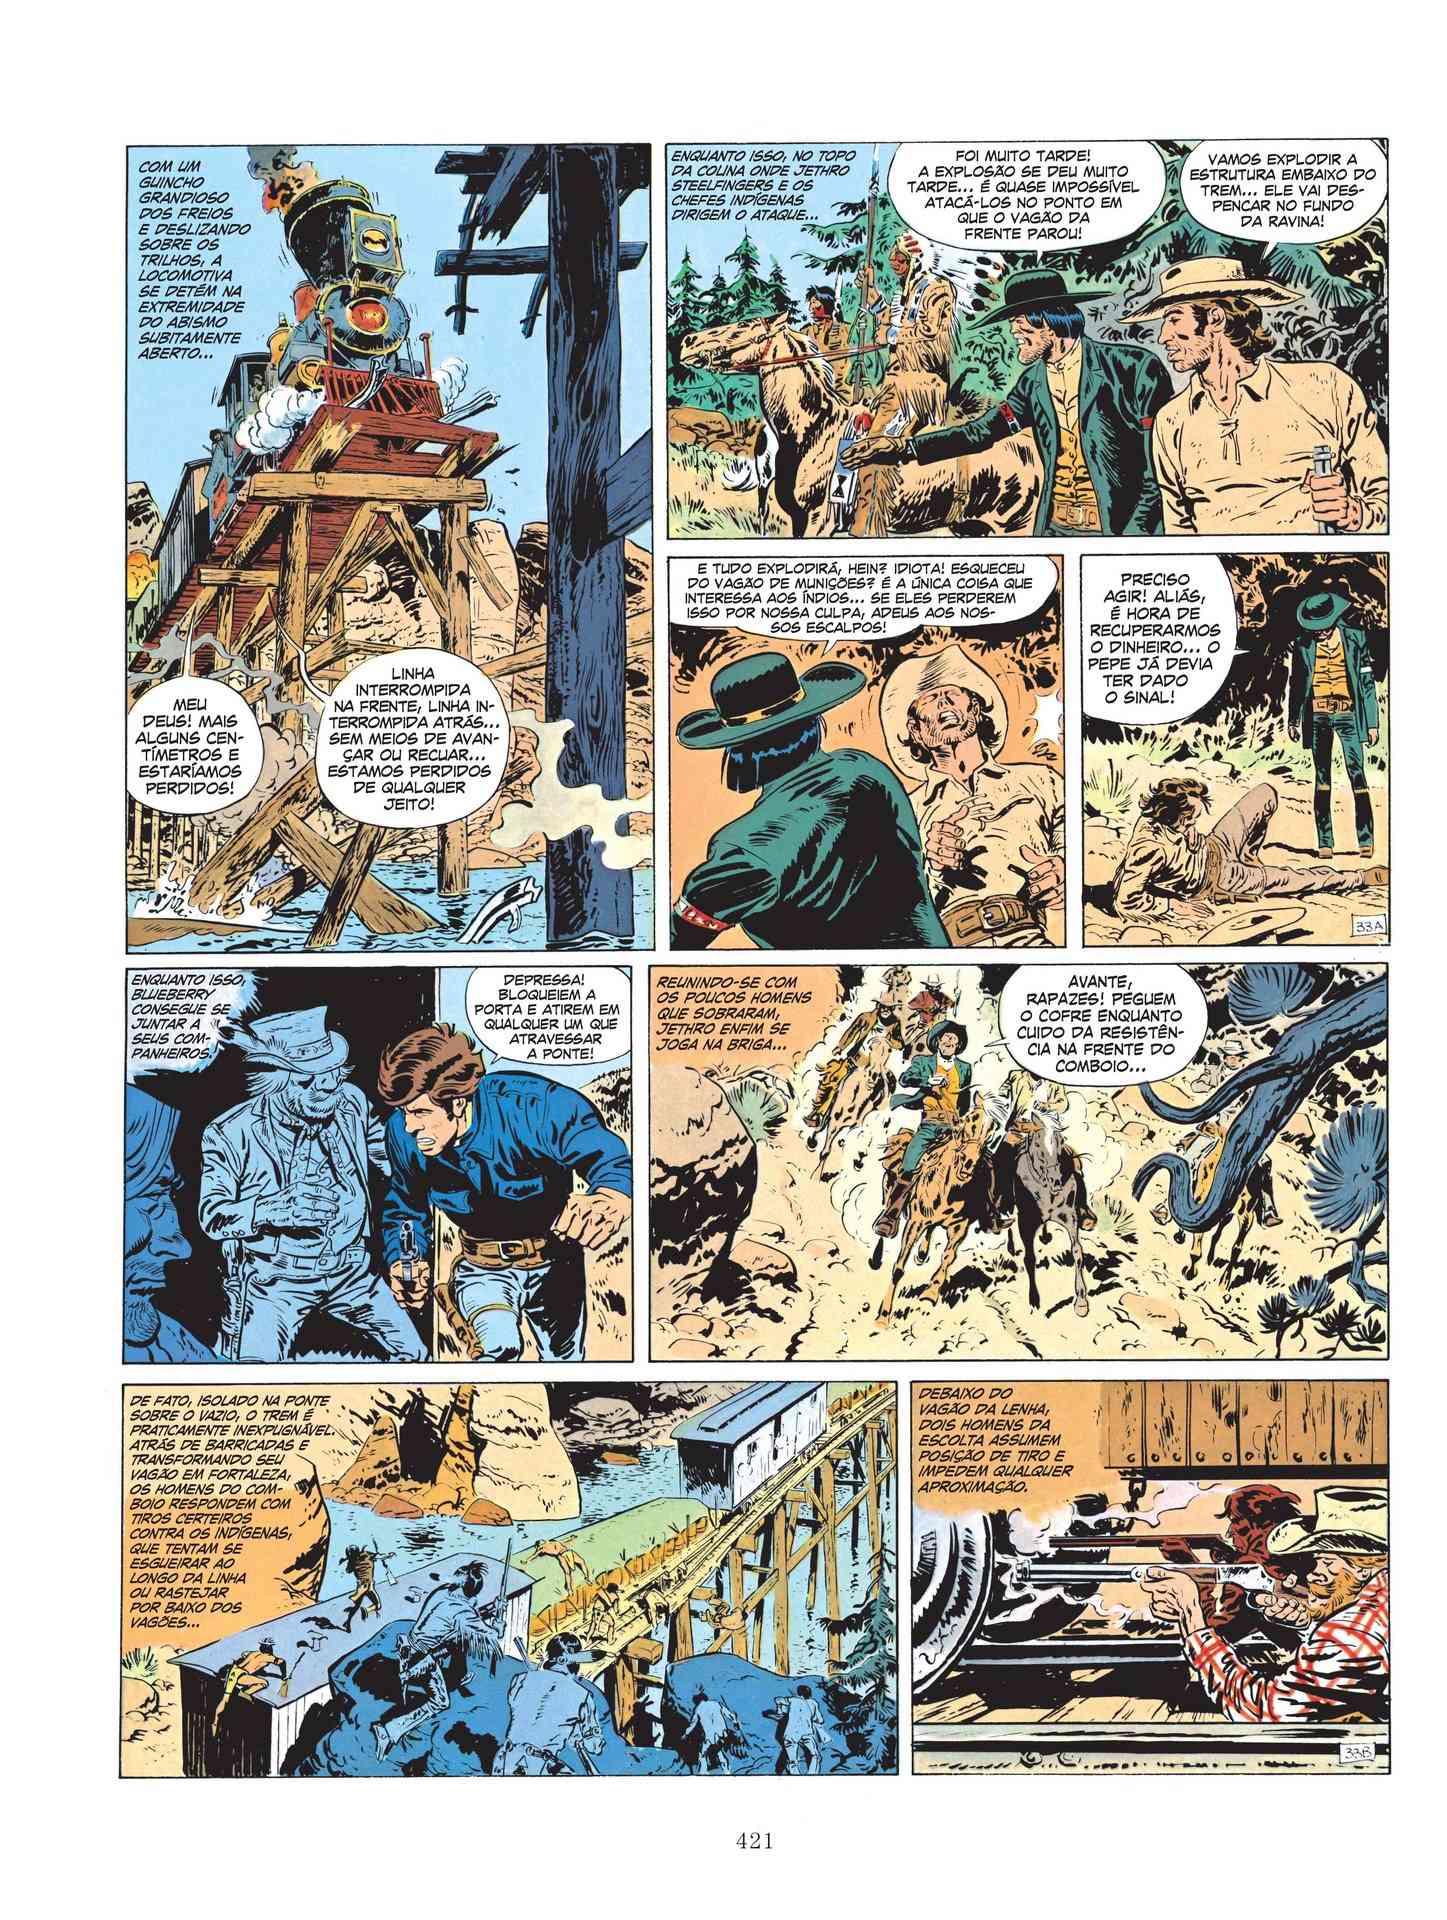 COM UM
GUINCHO
GRANDIOSO
DOS FREIOS
E DESLIZANDO
SOBRE OS
TRILHOS, A
LOCOMOTIVA
SE DETÉM NA
EXTREMIDADE
DO ABISMO
SUBITAMENTE
ABERTO...
MEU
DEUS! MAIS
ALGUNS CEN-
TÍMETROS E
ESTARÍAMOS
PERDIDOS!
LINHA
INTERROMPIDA
NA FRENTE, LINHA IN-
TERROMPIDA ATRÁS...
SEM MEIOS DE AVAN-
ÇAR OU RECUAR...
ESTAMOS PERDIDOS
DE QUALQUER
JEITO!
ENQUANTO ISSO, NO TOPO
DA COLINA ONDE JETHRO
STEELFINGERS E OS
CHEFES INDÍGENAS
DIRIGEM O ATAQUE...
FOI MUITO TARDE!
A EXPLOSÃO SE DEU MUITO
TARDE... É QUASE IMPOSSÍVEL
ATACÁ-LOS NO PONTO EM
QUE O VAGÃO DA
FRENTE PAROU!
VAMOS EXPLODIR A
ESTRUTURA EMBAIXO DO
TREM... ELE VAI DES-
PENCAR NO FUNDO
DA RAVINA!
E TUDO EXPLODIRÁ, HEIN? IDIOTA! ESQUECEU
DO VAGÃO DE MUNIÇÕES? É A ÚNICA COISA QUE
INTERESSA AOS ÍNDIOS... SE ELES PERDEREM
ISSO POR NOSSA CULPA, ADEUS AOS NOS-
SOS ESCALPOS!
PRECISO
AGIR! ALIÁS,
É HORA DE
RECUPERARMOS
O DINHEIRO... O
PEPE JÁ DEVIA
TER DADO
O SINAL!
33A
ENQUANTO ISSO,
BLUEBERRY
CONSEGUE SE
JUNTAR A
SEUS COM-
PANHEIROS.
DEPRESSA!
BLOQUEIEM A
PORTA E ATIREM EM
QUALQUER UM QUE
ATRAVESSAR
A PONTE!
REUNINDO-SE COM
OS POUCOS HOMENS
QUE SOBRARAM,
JETHRO ENFIM SE
JOGA NA BRIGA...
AVANTE,
RAPAZES! PEGUEM
O COFRE ENQUANTO
CUIDO DA RESISTÊN-
CIA NA FRENTE DO
COMBOIO...
DE FATO, ISOLADO NA PONTE
SOBRE O VAZIO, O TREM É
PRATICAMENTE INEXPUGNÁVEL.
ATRÁS DE BARRICADAS E
TRANSFORMANDO SEU
VAGÃO EM FORTALEZA,
OS HOMENS DO COM-
BOIO RESPONDEM COM
TIROS CERTEIROS
CONTRA OS INDÍGENAS,
QUE TENTAM SE
ESGUEIRAR AO
LONGO DA LINHA
OU RASTEJAR
POR BAIXO DOS
VAGÕES...
DEBAIXO DO
VAGÃO DA LENHA,
DOIS HOMENS DA
ESCOLTA ASSUMEM
POSIÇÃO DE TIRO E
IMPEDEM QUALQUER
APROXIMAÇÃO.
33B
421